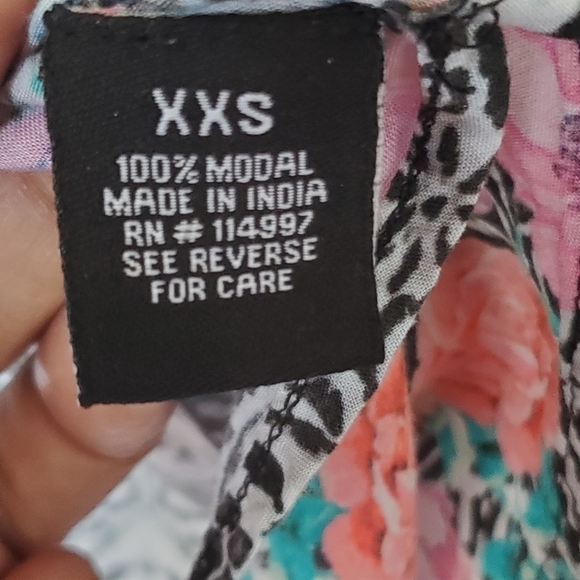 XXS
100% MODAL
MADE IN INDIA
RN # 114997
SEE REVERSE
FOR CARE